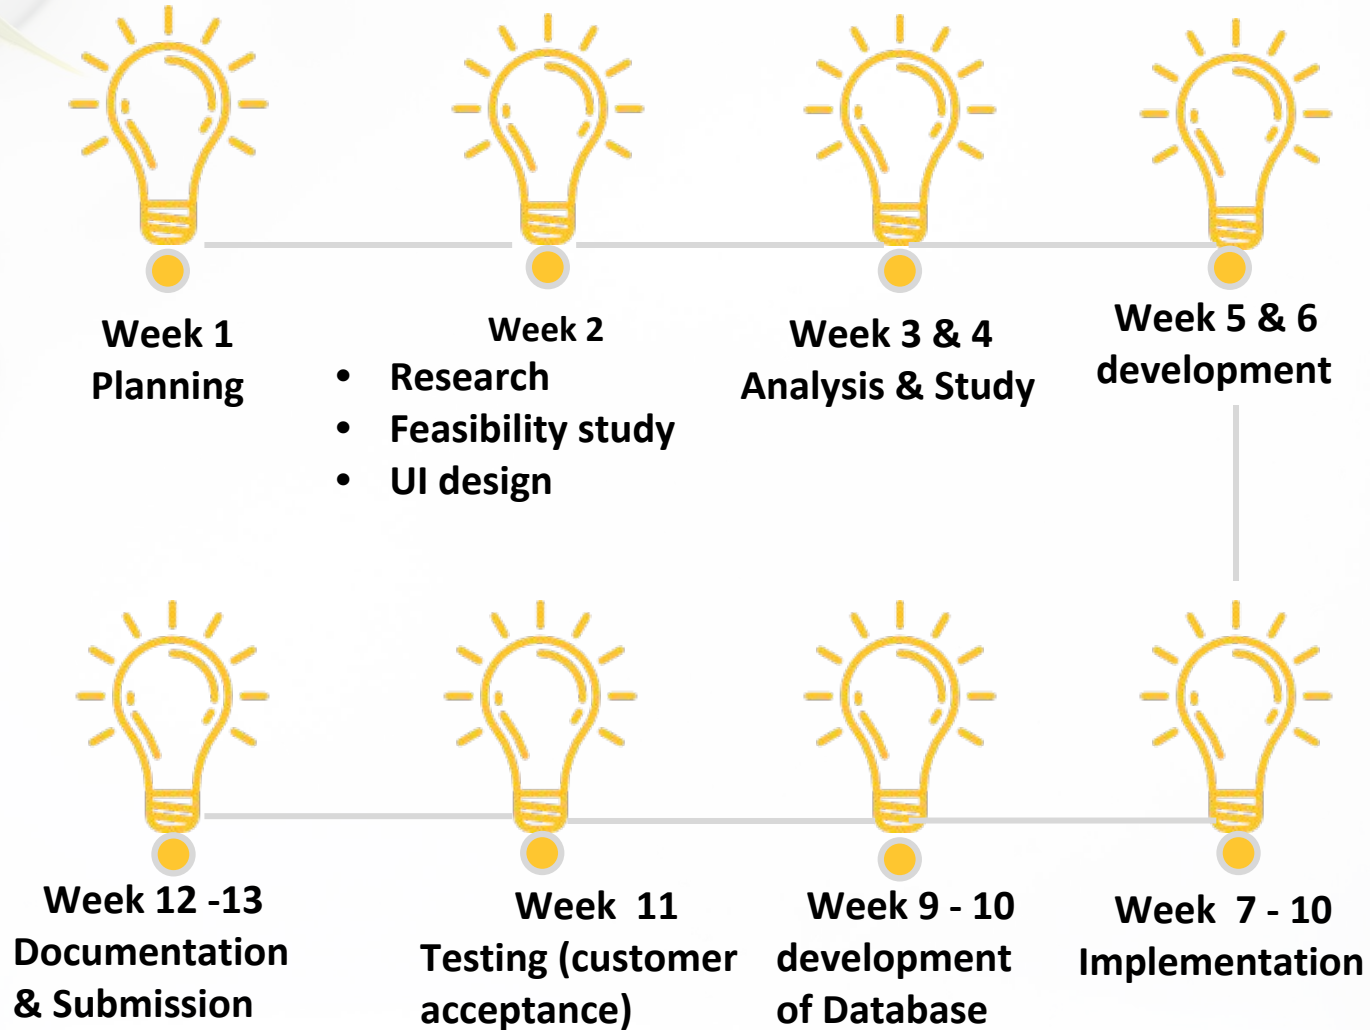 Week 1
Planning
Week 2
• Research
• Feasibility study
• UI design
Week 3 & 4
Analysis & Study
Week 5 & 6
development
Week 12 -13
Documentation
& Submission
Week 11
Testing (customer
acceptance)
Week 9 - 10
development
of Database
Week 7 - 10
Implementation